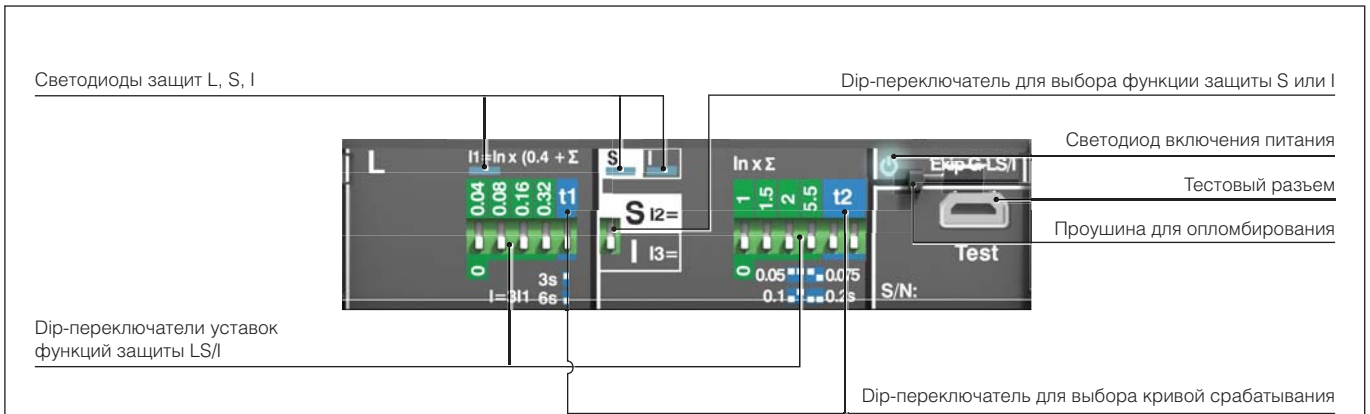 Светодиоды защит L, S, I
Dip-переключатель для выбора функции защиты S или I
Светодиод включения питания
Тестовый разъем
Проушина для опломбирования
L
I1=In x (0.4 + Σ
0.04
0.08
0.16
0.32
t1
0
3s
I=3I1 6s
S I
S I2=
I I3=
In x Σ
1
1.5
2
5.5
t2
0
0.05 0.075
0.1 0.2s
Ekip G-LS/I
Test
S/N:
Dip-переключатели уставок
функций защиты LS/I
Dip-переключатель для выбора кривой срабатывания